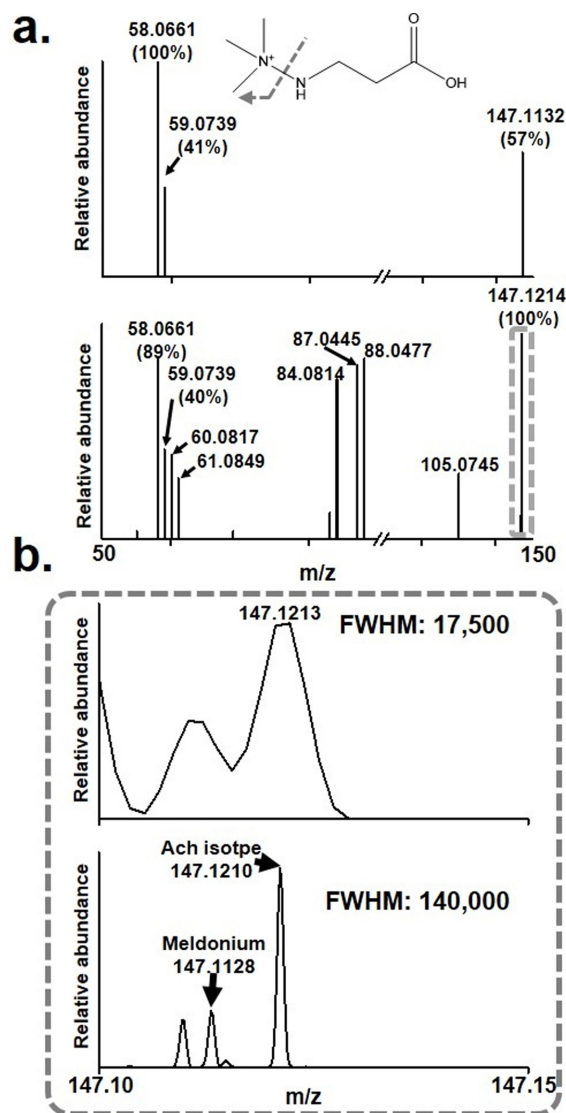 a.
58.0661
(100%)
59.0739
(41%)
N+
N
H
O
OH
147.1132
(57%)
Relative abundance
147.1214
(100%)
58.0661
(89%)
59.0739
(40%)
60.0817
61.0849
87.0445
88.0477
84.0814
105.0745
Relative abundance
50
150
m/z
b.
147.1213
FWHM: 17,500
Relative abundance
Ach isotpe
147.1210
FWHM: 140,000
Meldonium
147.1128
Relative abundance
147.10
147.15
m/z